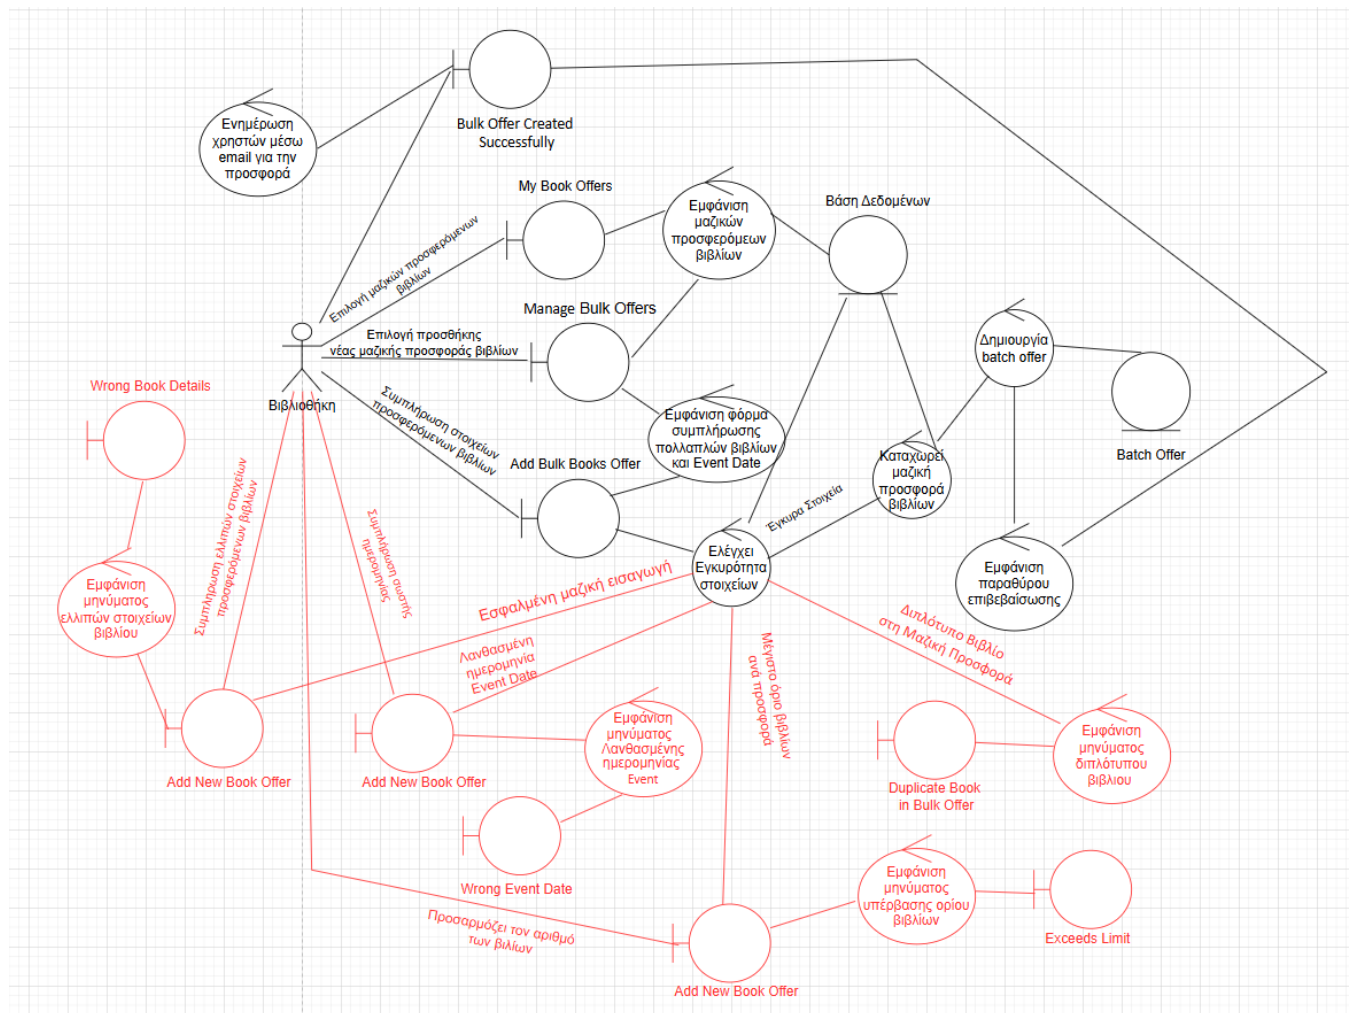 Ενημέρωση
χρηστών μέσω
email για την
προσφορά
Bulk Offer Created
Successfully
My Book Offers
Επιλογή μαζικών προσφερόμενων
βιβλίων
Εμφάνιση
μαζικών
προσφερόμεων
βιβλίων
Βάση Δεδομένων
Manage Bulk Offers
Επιλογή προσθήκης
νέας μαζικής προσφοράς βιβλίων
Δημιουργία
batch offer
Βιβλιοθήκη
Wrong Book Details
Συμπλήρωση στοιχείων
προσφερόμενων βιβλίων
Εμφάνιση φόρμα
συμπλήρωσης
πολλαπλών βιβλίων
και Event Date
Batch Offer
Add Bulk Books Offer
Καταχωρεί
μαζική
προσφορά
βιβλίων
Έγκυρα Στοιχεία
Συμπλήρωση ελλιπών στοιχείων
προσφερόμενων βιβλίων
Συμπλήρωση σωστής
ημερομηνίας
Ελέγχει
Εγκυρότητα
στοιχείων
Εμφάνιση
παραθύρου
επιβεβαίσωσης
Εμφάνιση
μηνύματος
ελλιπών στοιχείων
βιβλίου
Εσφαλμένη μαζική εισαγωγή
Λανθασμένη
ημερομηνία
Event Date
Μέγιστο όριο βιβλίων
ανά προσφορά
Διπλότυπο Βιβλίο
στη Μαζική Προσφορά
Add New Book Offer
Add New Book Offer
Εμφάνιση
μηνύματος
Λανθασμένης
ημερομηνίας
Event
Duplicate Book
in Bulk Offer
Εμφάνιση
μηνύματος
διπλότυπου
βιβλιου
Wrong Event Date
Προσαρμόζει τον αριθμό
των βιλίων
Εμφάνιση
μηνύματος
υπέρβασης ορίου
βιβλίων
Exceeds Limit
Add New Book Offer